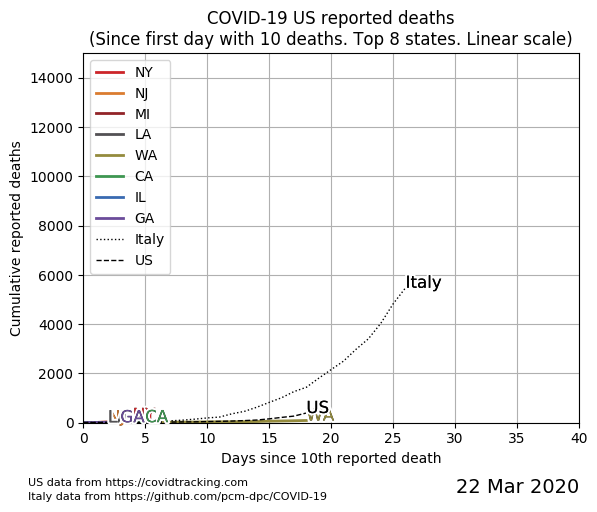 COVID-19 US reported deaths
(Since first day with 10 deaths. Top 8 states. Linear scale)
Cumulative reported deaths
14000
12000
10000
8000
6000
4000
2000
0
NY
NJ
MI
LA
WA
CA
IL
GA
Italy
US
Italy
US
WA
GA
CA
0 5 10 15 20 25 30 35 40
Days since 10th reported death
US data from https://covidtracking.com
Italy data from https://github.com/pcm-dpc/COVID-19
22 Mar 2020